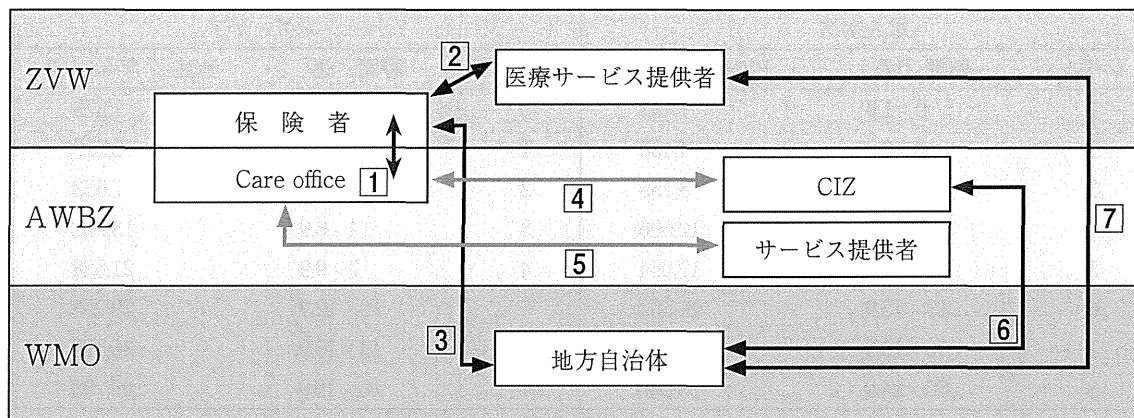 ZVW
2
医療サービス提供者
保険者
Care office
1
AWBZ
4
CIZ
7
5
サービス提供者
WMO
3
地方自治体
6